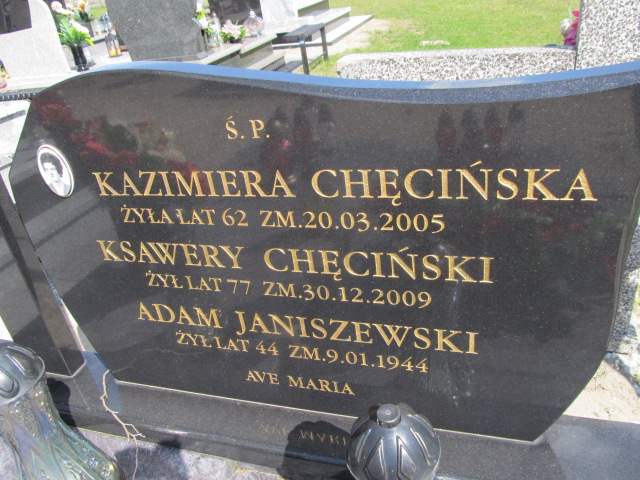 Ś.P.
KAZIMIERA CHĘCIŃSKA
ŻYŁA LAT 62 ZM.20.03.2005
KSAWERY CHĘCIŃSKI
ŻYŁ LAT 77 ZM.30.12.2009
ADAM JANISZEWSKI
ŻYŁ LAT 44 ZM.9.01.1944
AVE MARIA